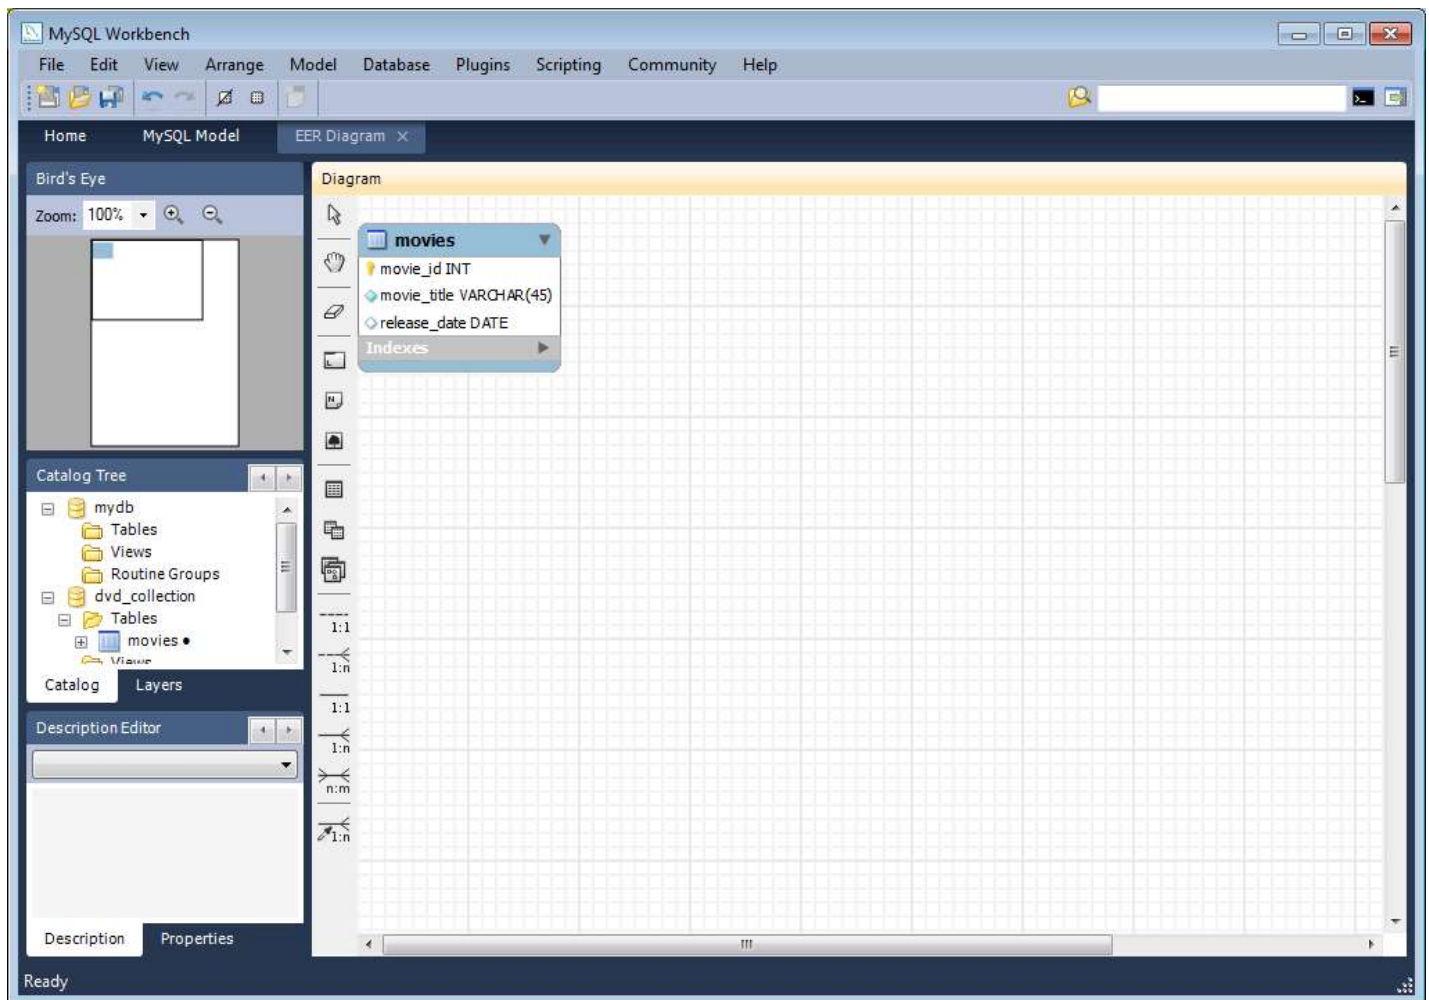 MySQL Workbench
File Edit View Arrange Model Database Plugins Scripting Community Help
Home MySQL Model EER Diagram
Bird's Eye
Zoom: 100%
Diagram
movies
movie_id INT
movie_title VARCHAR(45)
release_date DATE
Indexes
Catalog Tree
mydb
Tables
Views
Routine Groups
dvd_collection
Tables
movies
Views
Catalog Layers
1:1
1:n
1:1
1:n
n:m
1:n
Description Editor
Description Properties
Ready